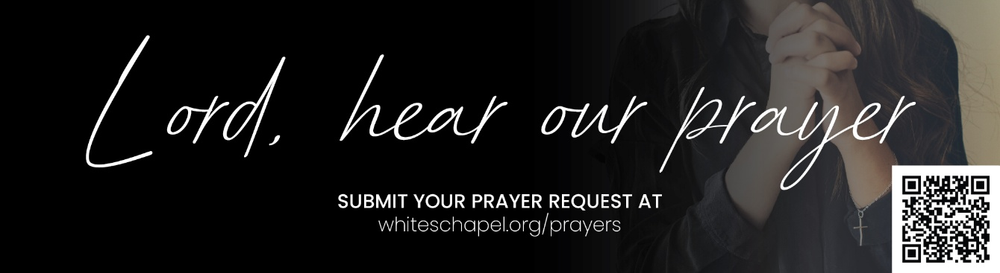 Lord, hear our prayer
SUBMIT YOUR PRAYER REQUEST AT
whiteschapel.org/prayers